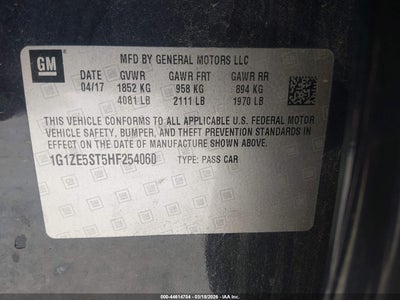 GM
MFD BY GENERAL MOTORS LLC
DATE GVWR GAWR FRT GAWR RR
04/17 1852 KG 958 KG 894 KG
4081 LB 2111 LB 1970 LB
THIS VEHICLE CONFORMS TO ALL APPLICABLE U.S. FEDERAL MOTOR
VEHICLE SAFETY, BUMPER, AND THEFT PREVENTION STANDARDS IN
EFFECT ON THE DATE OF MANUFACTURE SHOWN ABOVE.
1G1ZE5ST5HF254060 TYPE: PASS CAR
000-44614784 - 03/18/2026 - IAA Inc.